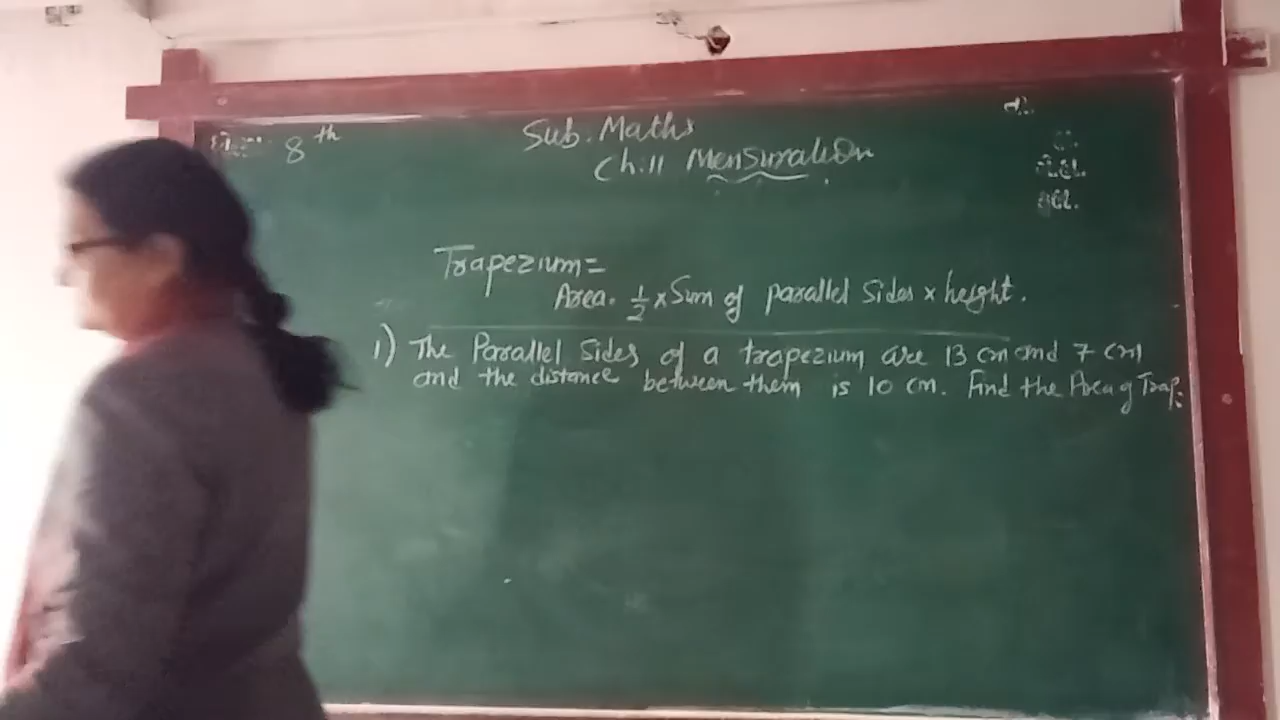 8th
Sub. Maths
Ch.11 Mensuration
Trapezium =
Area = 1/2 × Sum of parallel Sides × height.
1) The Parallel Sides of a trapezium are 13 cm and 7 cm
and the distance between them is 10 cm. Find the Area of Trap.